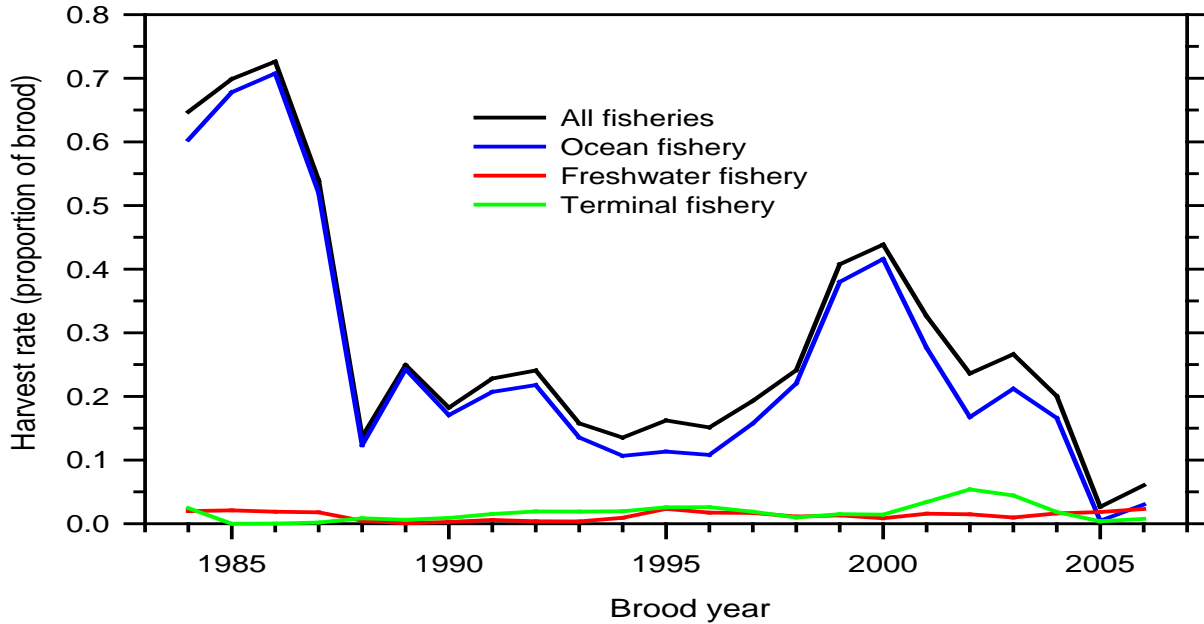 Harvest rate (proportion of brood)
0.8
0.7
0.6
0.5
0.4
0.3
0.2
0.1
0.0
All fisheries
Ocean fishery
Freshwater fishery
Terminal fishery
1985 1990 1995 2000 2005
Brood year